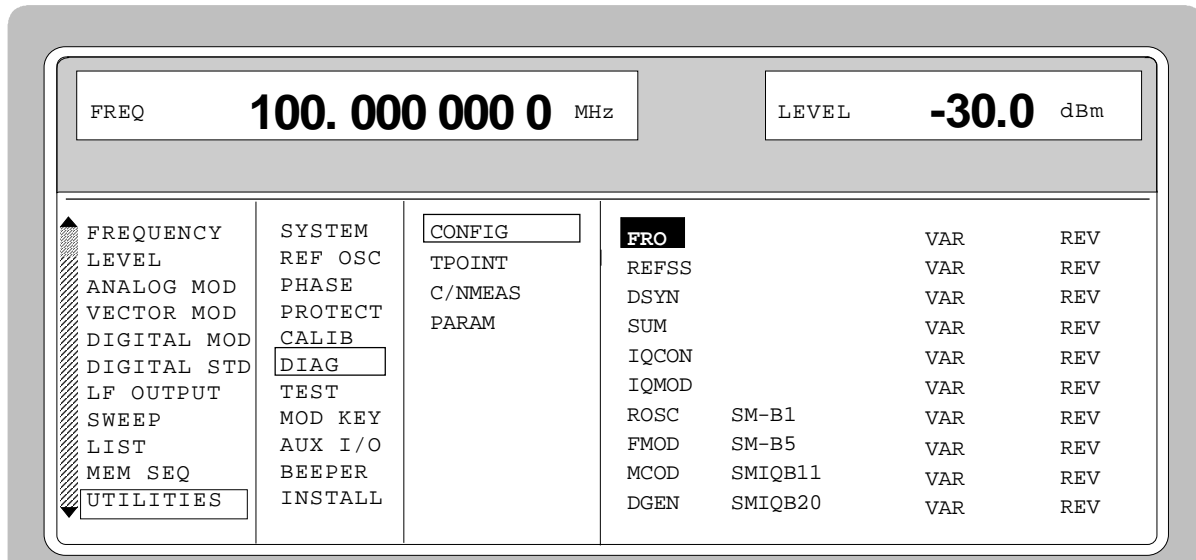 FREQ 100. 000 000 0 MHz LEVEL -30.0 dBm
FREQUENCY
LEVEL
ANALOG MOD
VECTOR MOD
DIGITAL MOD
DIGITAL STD
LF OUTPUT
SWEEP
LIST
MEM SEQ
UTILITIES
SYSTEM
REF OSC
PHASE
PROTECT
CALIB
DIAG
TEST
MOD KEY
AUX I/O
BEEPER
INSTALL
CONFIG
TPOINT
C/NMEAS
PARAM
FRO VAR REV
REFSS VAR REV
DSYN VAR REV
SUM VAR REV
IQCON VAR REV
IQMOD VAR REV
ROSC SM-B1 VAR REV
FMOD SM-B5 VAR REV
MCOD SMIQB11 VAR REV
DGEN SMIQB20 VAR REV